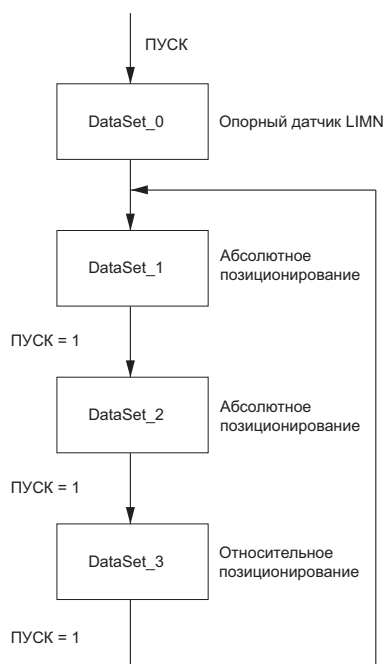 ПУСК
DataSet_0
Опорный датчик LIMN
DataSet_1
Абсолютное
позиционирование
ПУСК = 1
DataSet_2
Абсолютное
позиционирование
ПУСК = 1
DataSet_3
Относительное
позиционирование
ПУСК = 1